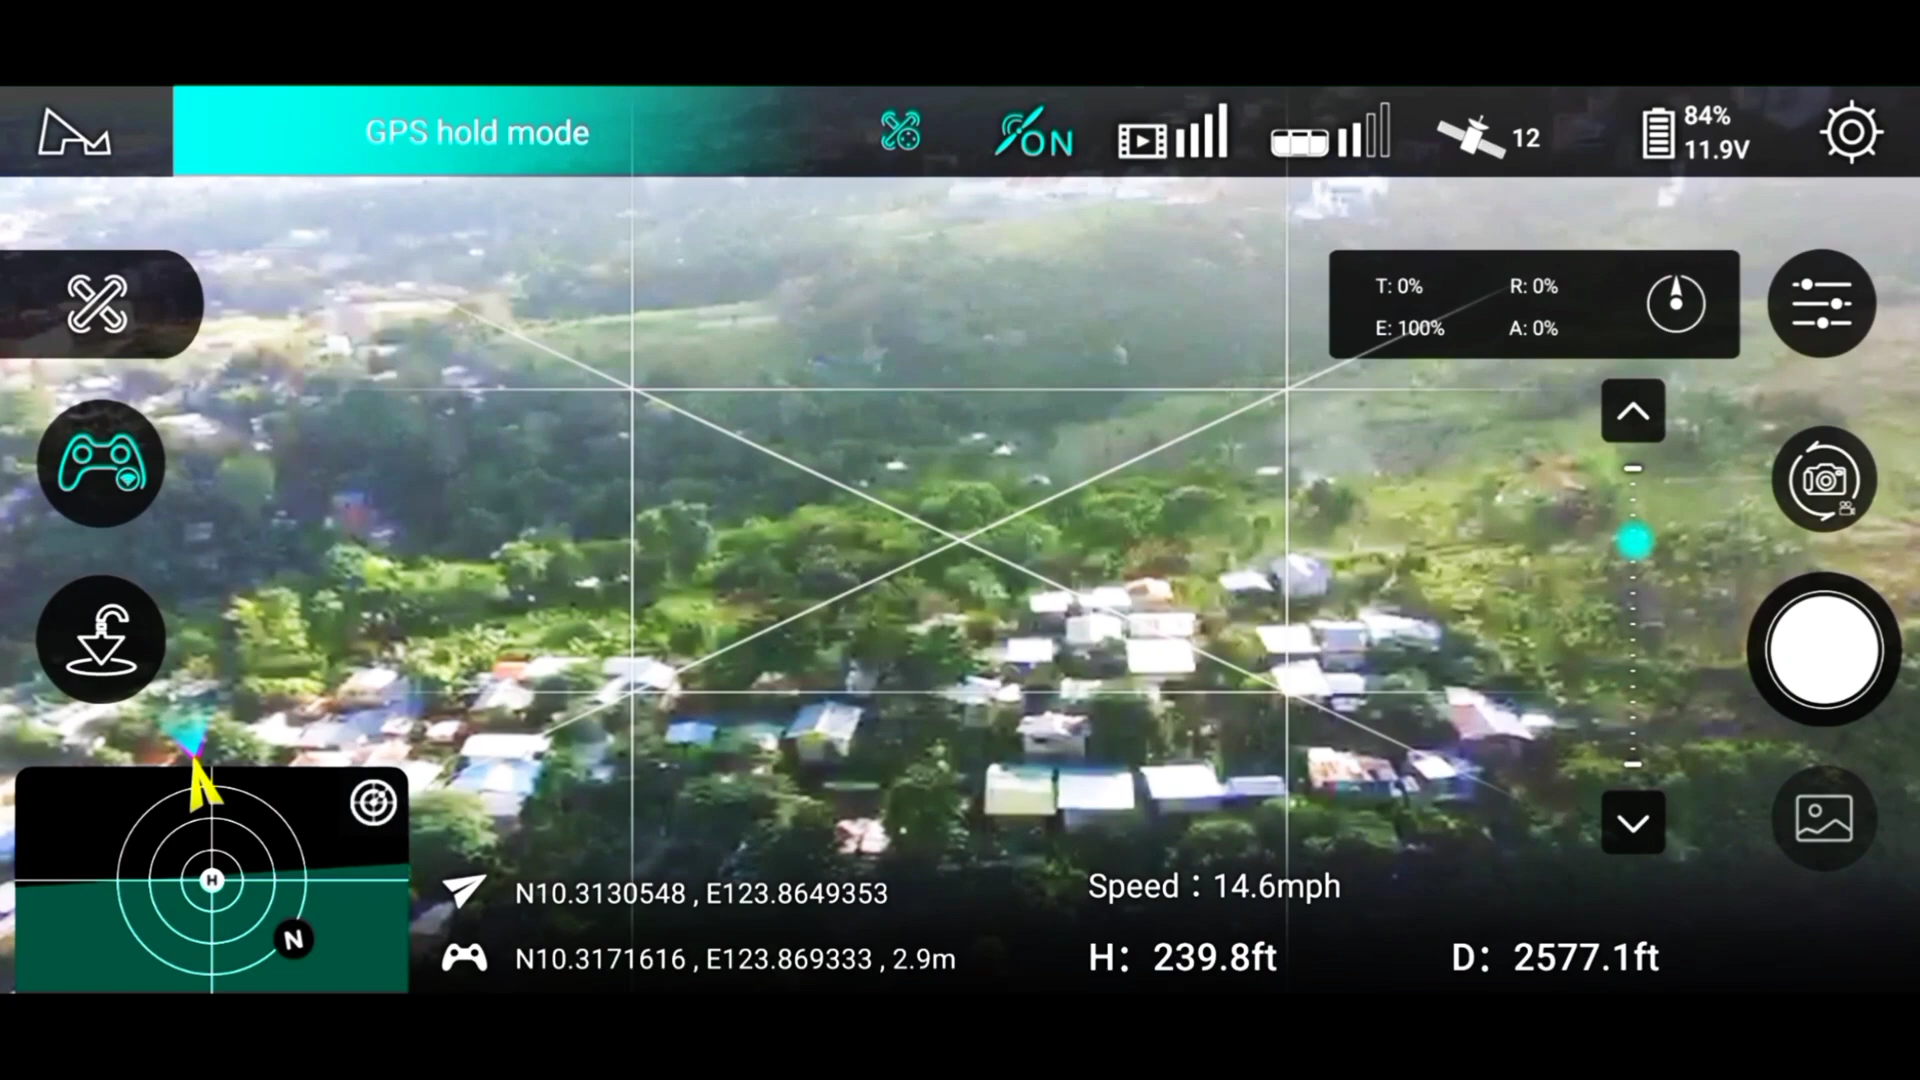 GPS hold mode
ON
12
84%
11.9V
T: 0% R: 0%
E: 100% A: 0%
H
N
N10.3130548 , E123.8649353
N10.3171616 , E123.869333 , 2.9m
Speed : 14.6mph
H: 239.8ft D: 2577.1ft